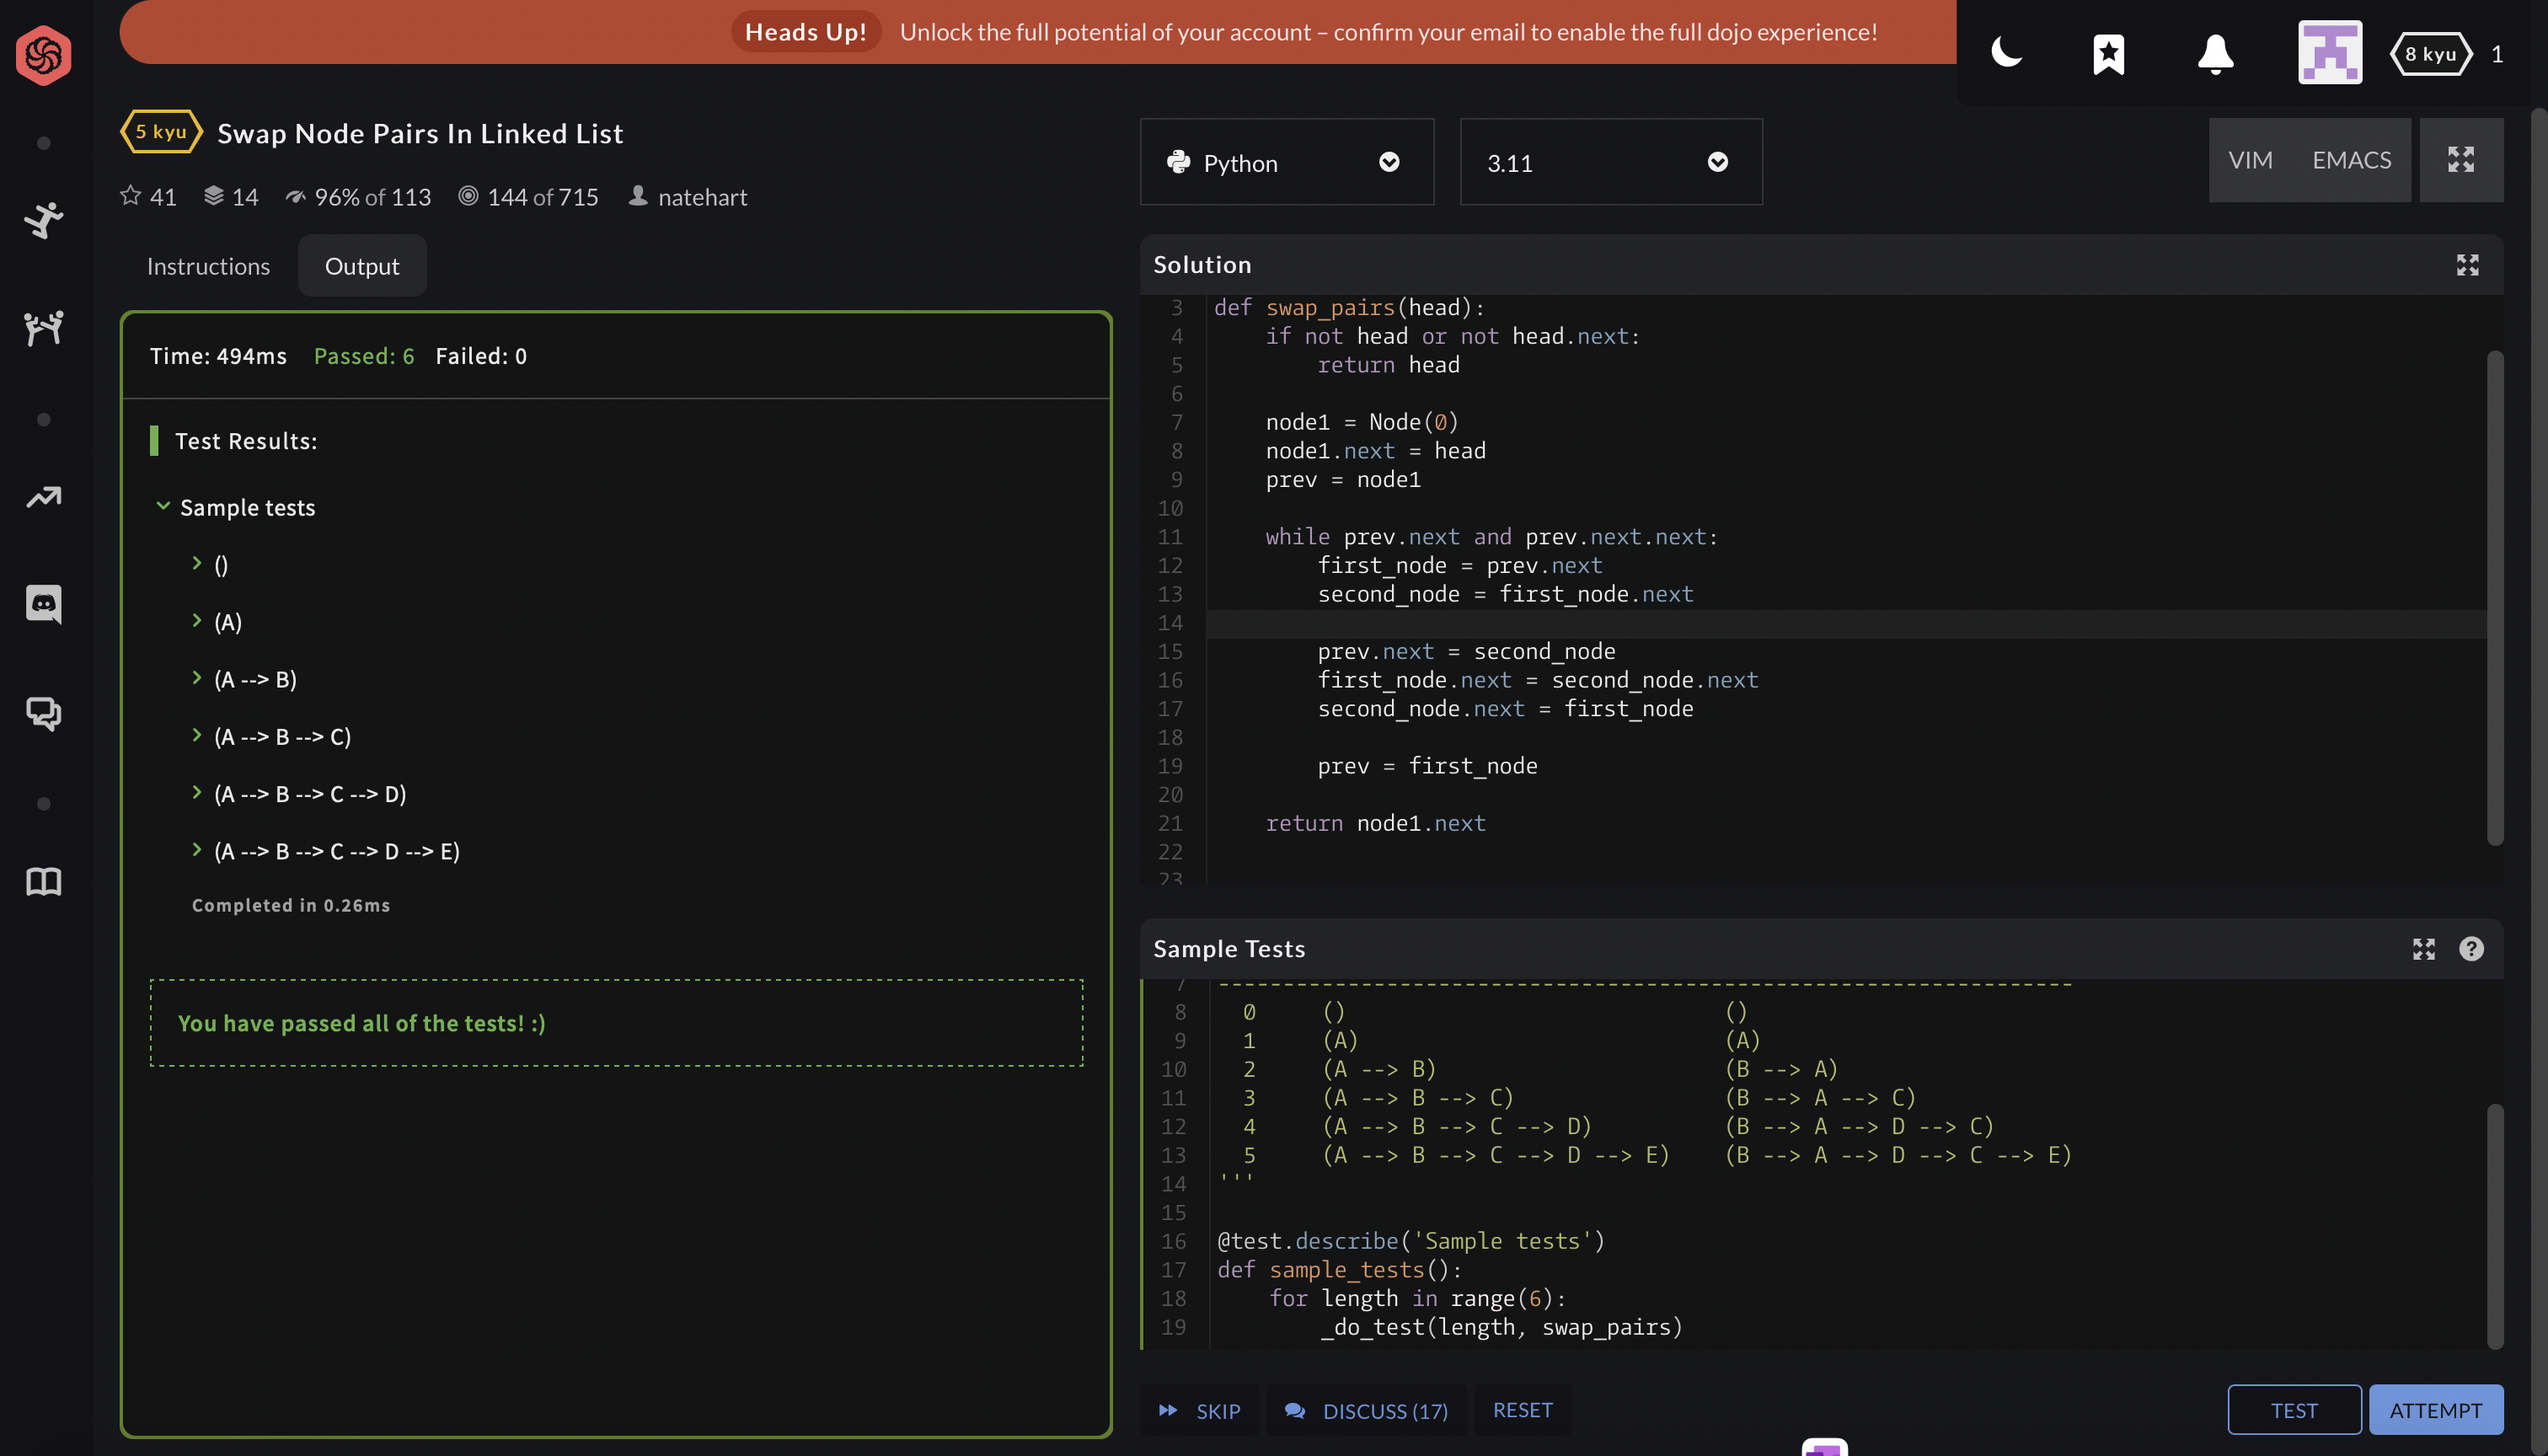 Heads Up! Unlock the full potential of your account – confirm your email to enable the full dojo experience!
8 kyu 1
5 kyu Swap Node Pairs In Linked List
41 14 96% of 113 144 of 715 natehart
Instructions Output
Time: 494ms Passed: 6 Failed: 0
Test Results:
Sample tests
()
(A)
(A --> B)
(A --> B --> C)
(A --> B --> C --> D)
(A --> B --> C --> D --> E)
Completed in 0.26ms
You have passed all of the tests! :)
Python 3.11 VIM EMACS
Solution
3 def swap_pairs(head):
4 if not head or not head.next:
5 return head
6
7 node1 = Node(0)
8 node1.next = head
9 prev = node1
10
11 while prev.next and prev.next.next:
12 first_node = prev.next
13 second_node = first_node.next
14
15 prev.next = second_node
16 first_node.next = second_node.next
17 second_node.next = first_node
18
19 prev = first_node
20
21 return node1.next
22
23
Sample Tests
7 ------------------------------------------------------------------
8 0 () ()
9 1 (A) (A)
10 2 (A --> B) (B --> A)
11 3 (A --> B --> C) (B --> A --> C)
12 4 (A --> B --> C --> D) (B --> A --> D --> C)
13 5 (A --> B --> C --> D --> E) (B --> A --> D --> C --> E)
14 '''
15
16 @test.describe('Sample tests')
17 def sample_tests():
18 for length in range(6):
19 _do_test(length, swap_pairs)
SKIP DISCUSS (17) RESET TEST ATTEMPT